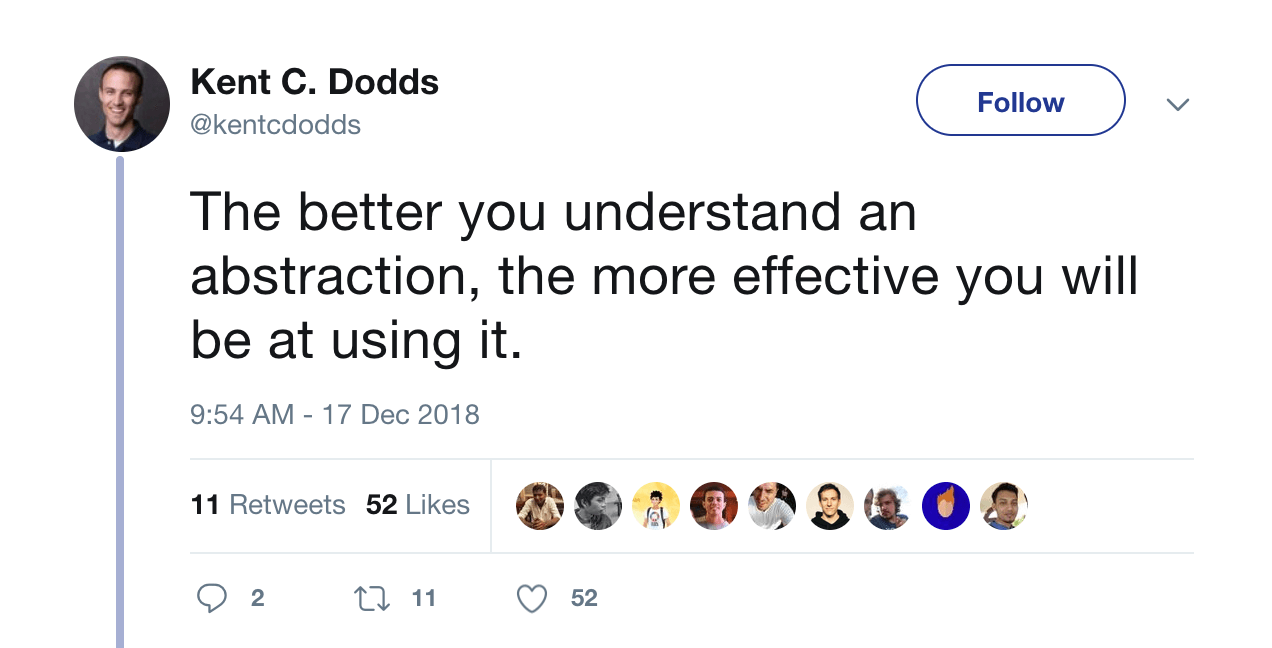 Kent C. Dodds
@kentcdodds
Follow
The better you understand an
abstraction, the more effective you will
be at using it.
9:54 AM - 17 Dec 2018
11 Retweets 52 Likes
2 11 52